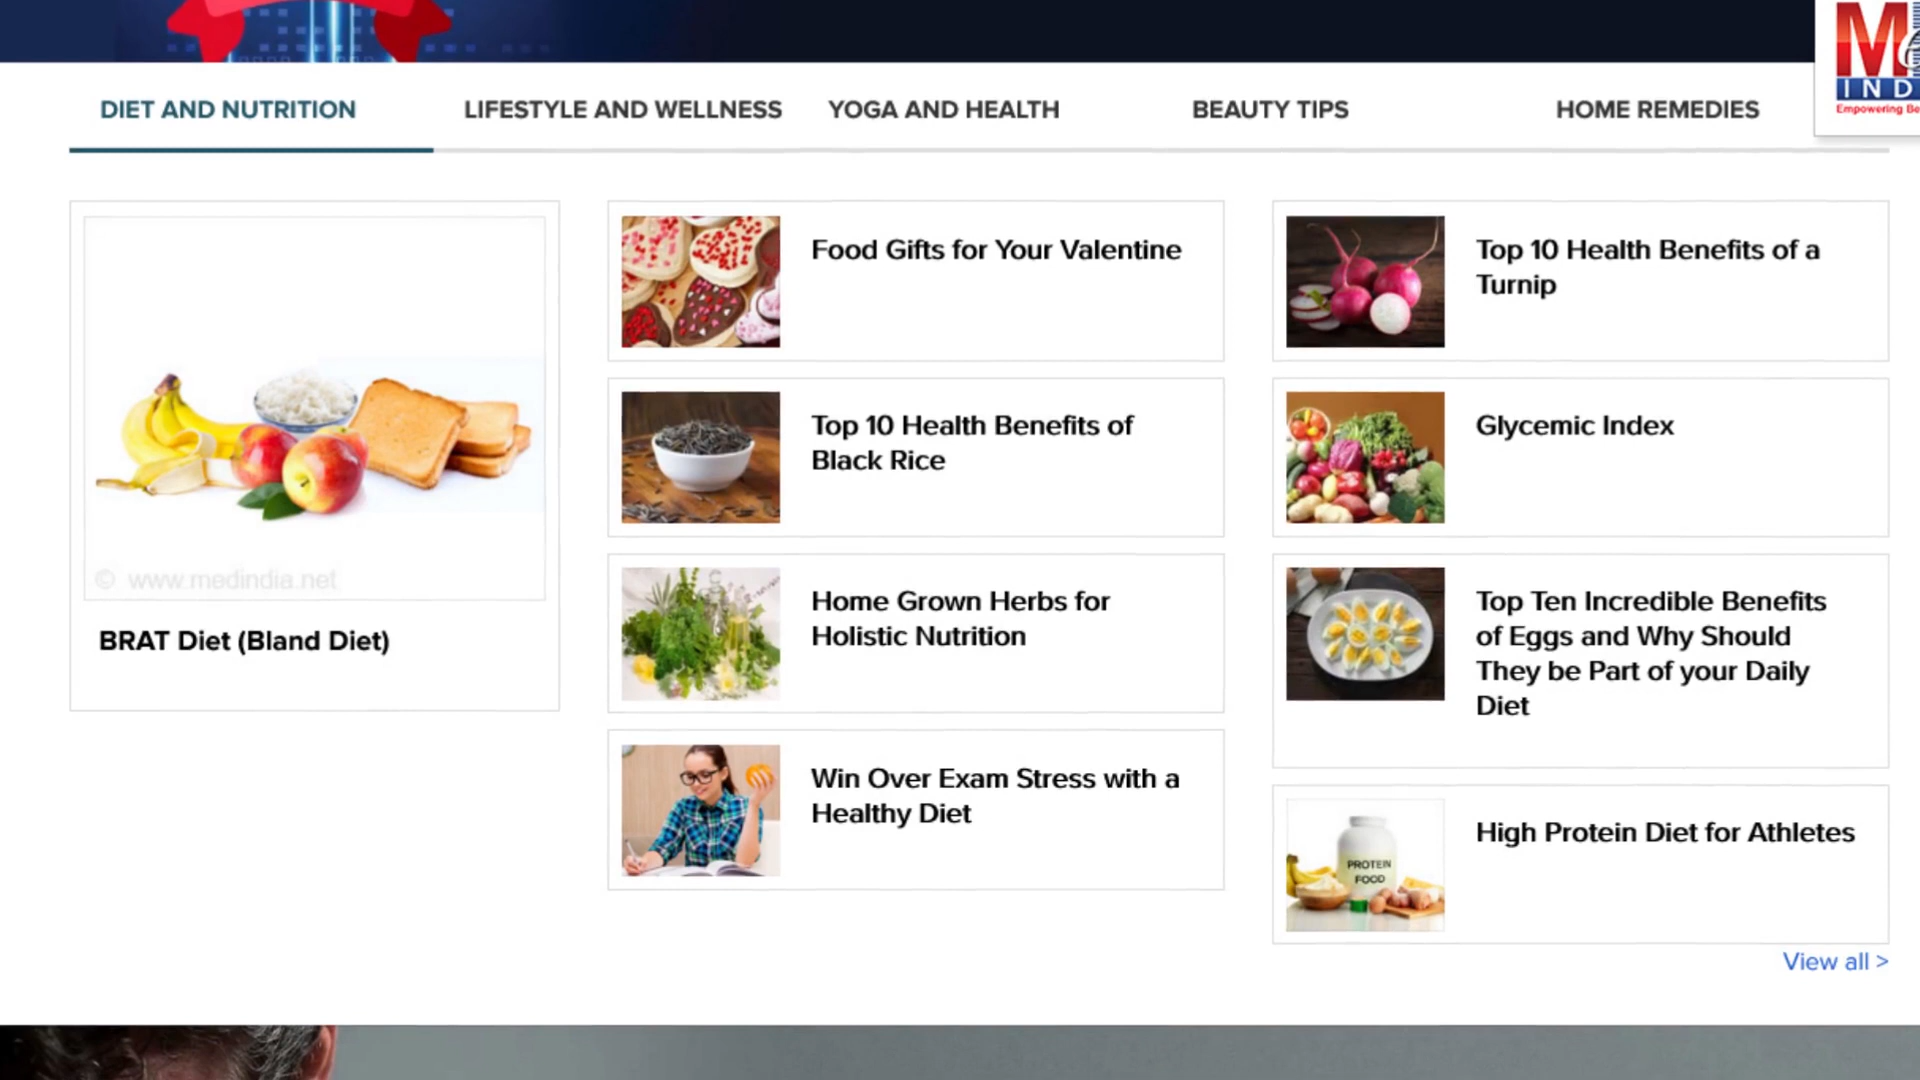 DIET AND NUTRITION
LIFESTYLE AND WELLNESS
YOGA AND HEALTH
BEAUTY TIPS
HOME REMEDIES
IND
Empowering Be
© www.medindia.net
BRAT Diet (Bland Diet)
Food Gifts for Your Valentine
Top 10 Health Benefits of
Black Rice
Home Grown Herbs for
Holistic Nutrition
Win Over Exam Stress with a
Healthy Diet
Top 10 Health Benefits of a
Turnip
Glycemic Index
Top Ten Incredible Benefits
of Eggs and Why Should
They be Part of your Daily
Diet
PROTEIN
FOOD
High Protein Diet for Athletes
View all >